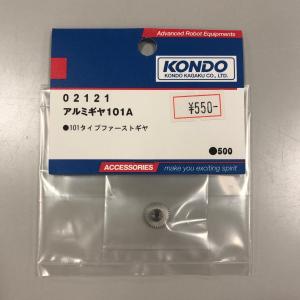 Advanced Robot Equipments
KONDO
KONDO KAGAKU CO., LTD.
02121
アルミギヤ101A
●101タイプファーストギヤ
¥550-
●500
ACCESSORIES
make you exciting spirit